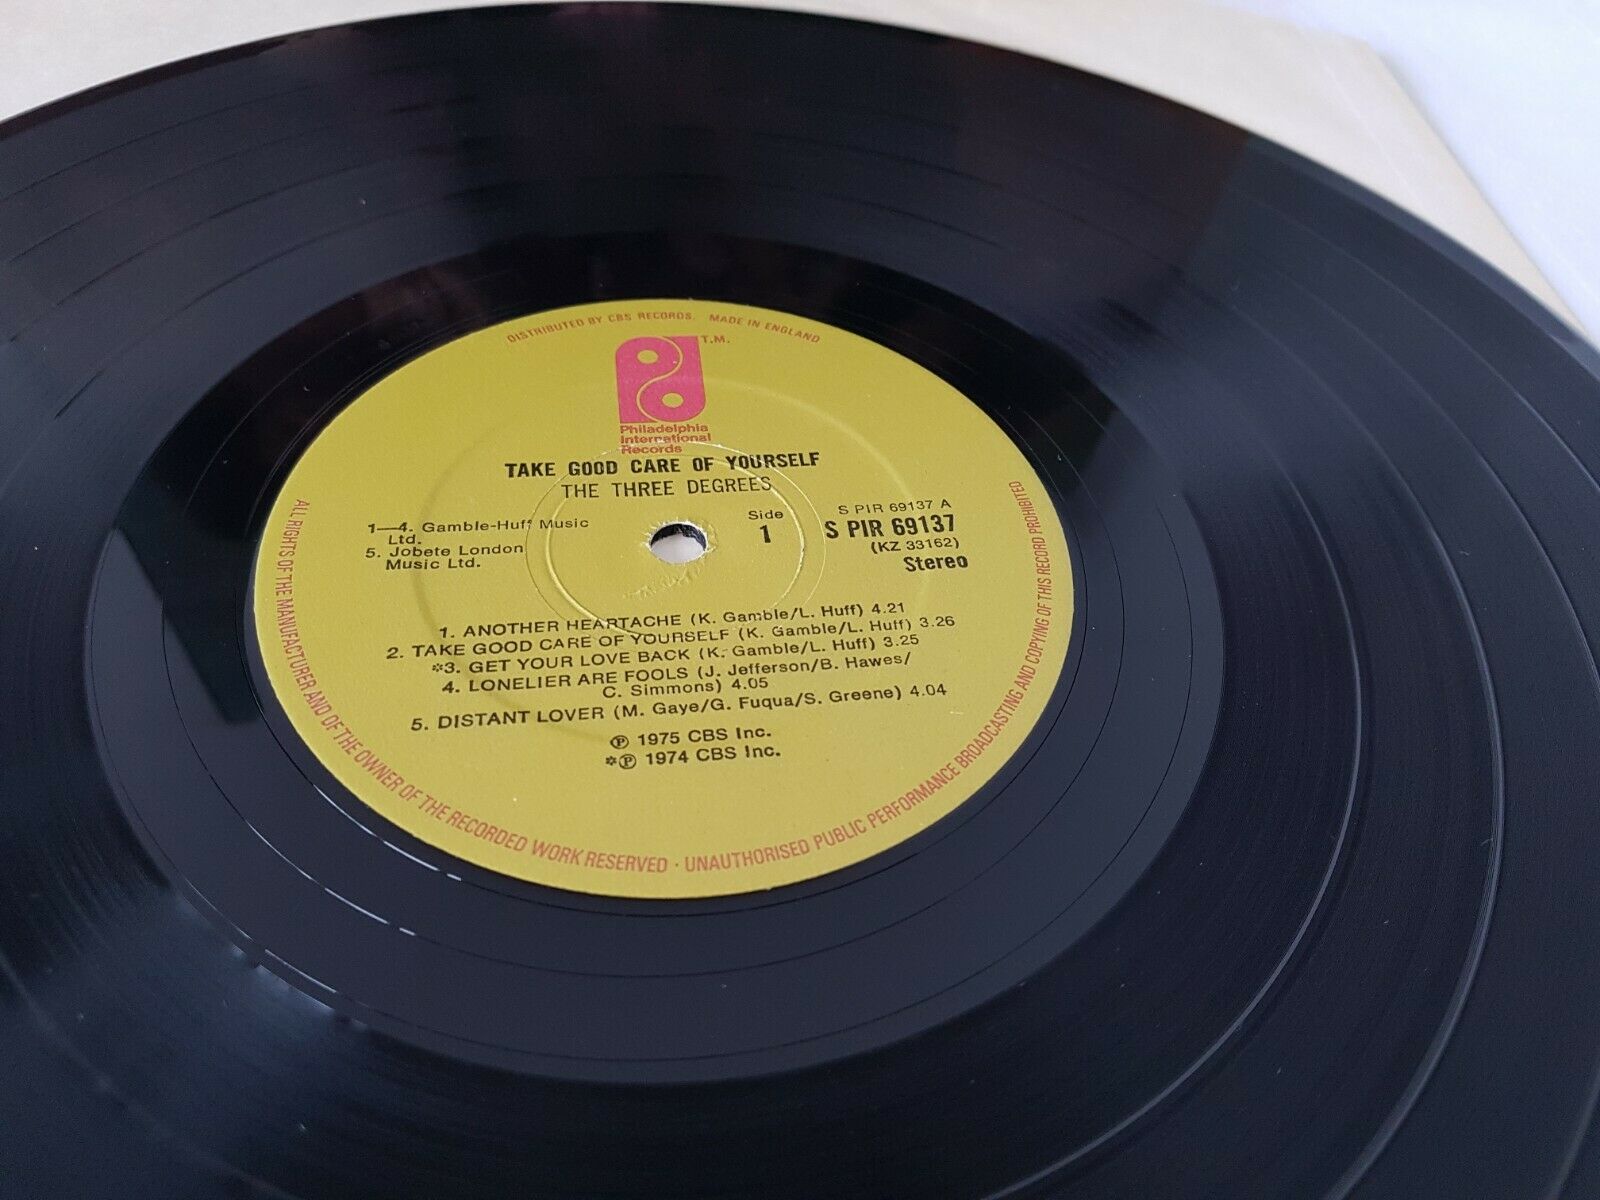 DISTRIBUTED BY CBS RECORDS. MADE IN ENGLAND
T.M.
Philadelphia
International
Records
TAKE GOOD CARE OF YOURSELF
THE THREE DEGREES
1—4. Gamble-Huff Music
Ltd.
5. Jobete London
Music Ltd.
Side
1
S PIR 69137 A
S PIR 69137
(KZ 33162)
Stereo
1. ANOTHER HEARTACHE (K. Gamble/L. Huff) 4.21
2. TAKE GOOD CARE OF YOURSELF (K. Gamble/L. Huff) 3.26
*3. GET YOUR LOVE BACK (K. Gamble/L. Huff) 3.25
4. LONELIER ARE FOOLS (J. Jefferson/B. Hawes/
C. Simmons) 4.05
5. DISTANT LOVER (M. Gaye/G. Fuqua/S. Greene) 4.04
℗ 1975 CBS Inc.
*℗ 1974 CBS Inc.
ALL RIGHTS OF THE MANUFACTURER AND OF THE OWNER OF THE RECORDED WORK RESERVED · UNAUTHORISED PUBLIC PERFORMANCE BROADCASTING AND COPYING OF THIS RECORD PROHIBITED